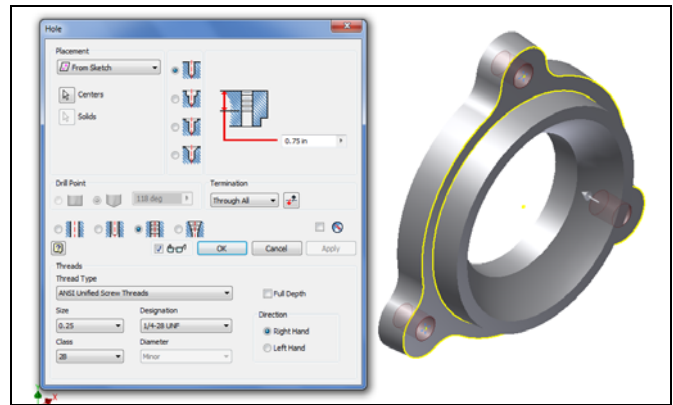 Hole
Placement
From Sketch
Centers
Solids
0.75 in
Drill Point
118 deg
Termination
Through All
OK
Cancel
Apply
Threads
Thread Type
ANSI Unified Screw Threads
Full Depth
Size
Designation
0.25
1/4-28 UNF
Direction
Right Hand
Left Hand
Class
Diameter
2B
Minor